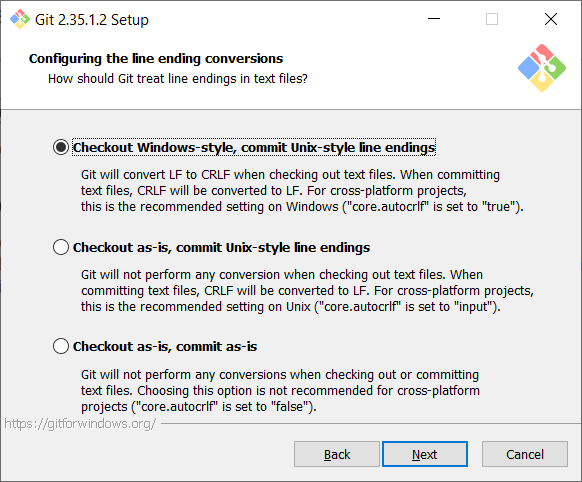 Git 2.35.1.2 Setup
Configuring the line ending conversions
How should Git treat line endings in text files?
Checkout Windows-style, commit Unix-style line endings
Git will convert LF to CRLF when checking out text files. When committing
text files, CRLF will be converted to LF. For cross-platform projects,
this is the recommended setting on Windows ("core.autocrlf" is set to "true").
Checkout as-is, commit Unix-style line endings
Git will not perform any conversion when checking out text files. When
committing text files, CRLF will be converted to LF. For cross-platform projects,
this is the recommended setting on Unix ("core.autocrlf" is set to "input").
Checkout as-is, commit as-is
Git will not perform any conversions when checking out or committing
text files. Choosing this option is not recommended for cross-platform
projects ("core.autocrlf" is set to "false").
https://gitforwindows.org/
Back Next Cancel